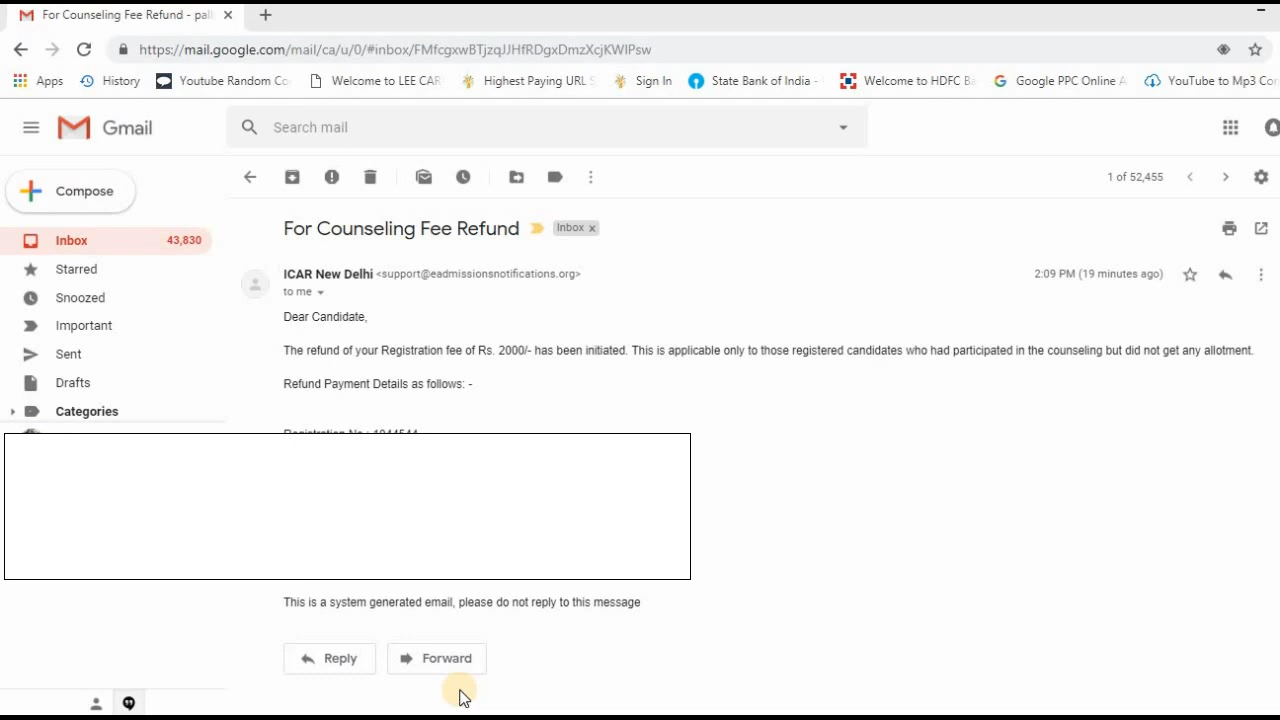 For Counseling Fee Refund - pal
https://mail.google.com/mail/ca/u/0/#inbox/FMfcgxwBTjzqJJHfRDgxDmzXcjKWlPsw
Apps History Youtube Random Co Welcome to LEE CAR Highest Paying URL S Sign In State Bank of India - Welcome to HDFC Ba Google PPC Online A YouTube to Mp3 Con
Gmail
Search mail
Compose
1 of 52,455
Inbox 43,830
Starred
Snoozed
Important
Sent
Drafts
Categories
For Counseling Fee Refund Inbox x
ICAR New Delhi <support@eadmissionsnotifications.org> 2:09 PM (19 minutes ago)
to me
Dear Candidate,
The refund of your Registration fee of Rs. 2000/- has been initiated. This is applicable only to those registered candidates who had participated in the counseling but did not get any allotment.
Refund Payment Details as follows: -
Registration No : 1044544
This is a system generated email, please do not reply to this message
Reply Forward